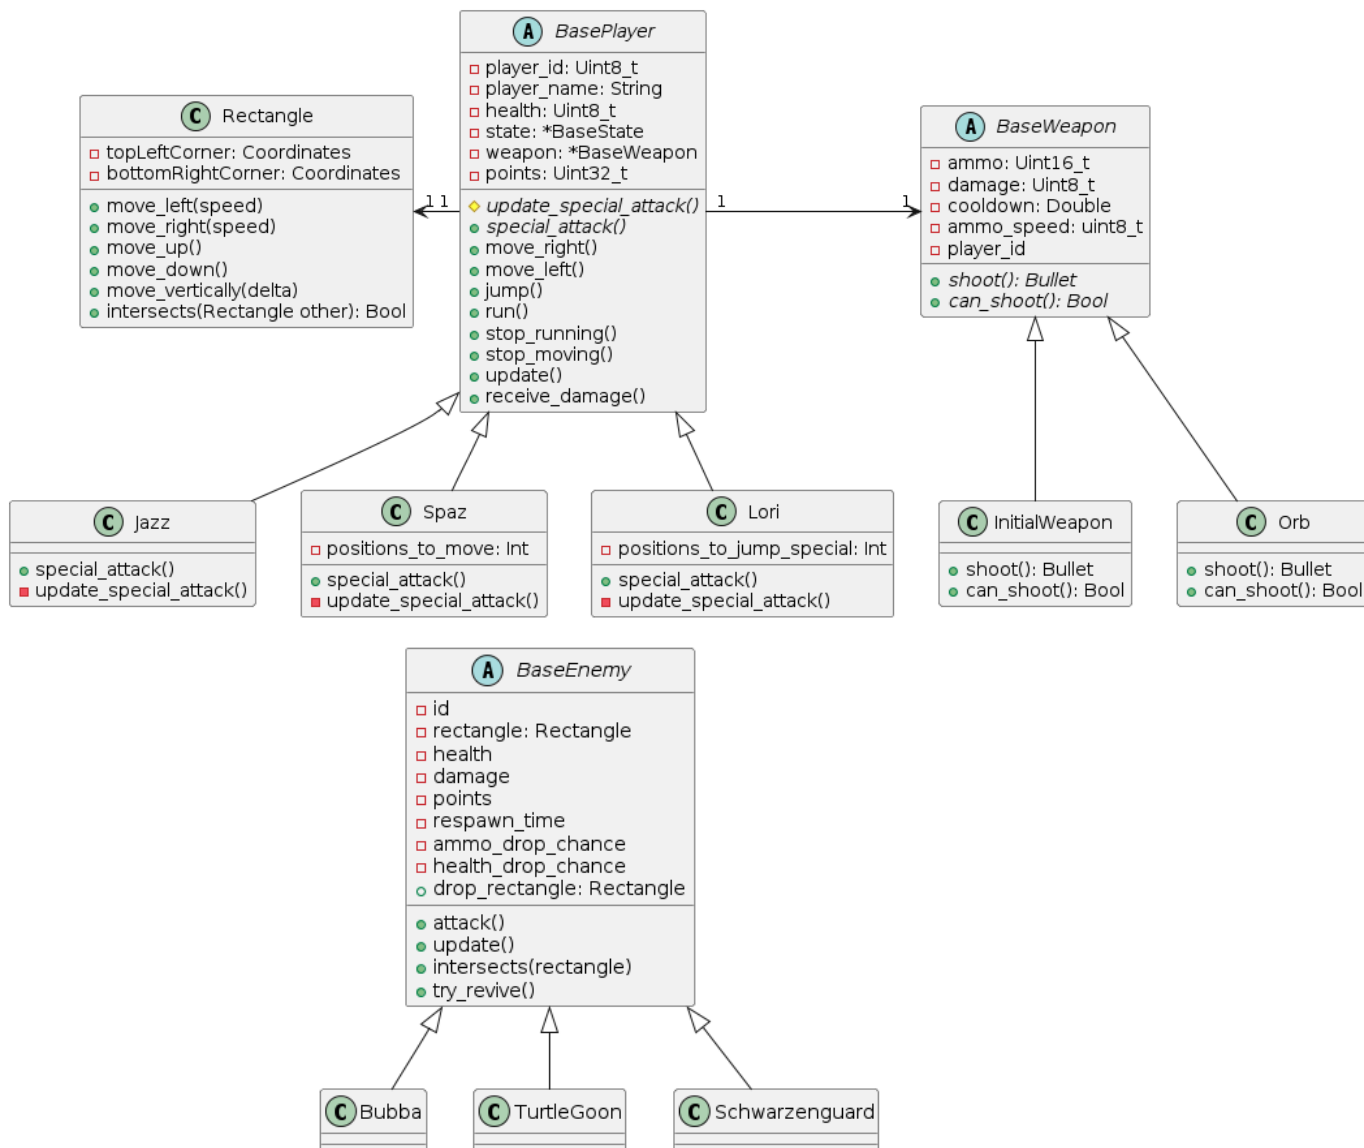 A BasePlayer
player_id: Uint8_t
player_name: String
health: Uint8_t
state: *BaseState
weapon: *BaseWeapon
points: Uint32_t
update_special_attack()
special_attack()
move_right()
move_left()
jump()
run()
stop_running()
stop_moving()
update()
receive_damage()
C Rectangle
topLeftCorner: Coordinates
bottomRightCorner: Coordinates
move_left(speed)
move_right(speed)
move_up()
move_down()
move_vertically(delta)
intersects(Rectangle other): Bool
1 1
1 1
A BaseWeapon
ammo: Uint16_t
damage: Uint8_t
cooldown: Double
ammo_speed: uint8_t
player_id
shoot(): Bullet
can_shoot(): Bool
C Jazz
special_attack()
update_special_attack()
C Spaz
positions_to_move: Int
special_attack()
update_special_attack()
C Lori
positions_to_jump_special: Int
special_attack()
update_special_attack()
C InitialWeapon
shoot(): Bullet
can_shoot(): Bool
C Orb
shoot(): Bullet
can_shoot(): Bool
A BaseEnemy
id
rectangle: Rectangle
health
damage
points
respawn_time
ammo_drop_chance
health_drop_chance
drop_rectangle: Rectangle
attack()
update()
intersects(rectangle)
try_revive()
C Bubba
C TurtleGoon
C Schwarzenguard